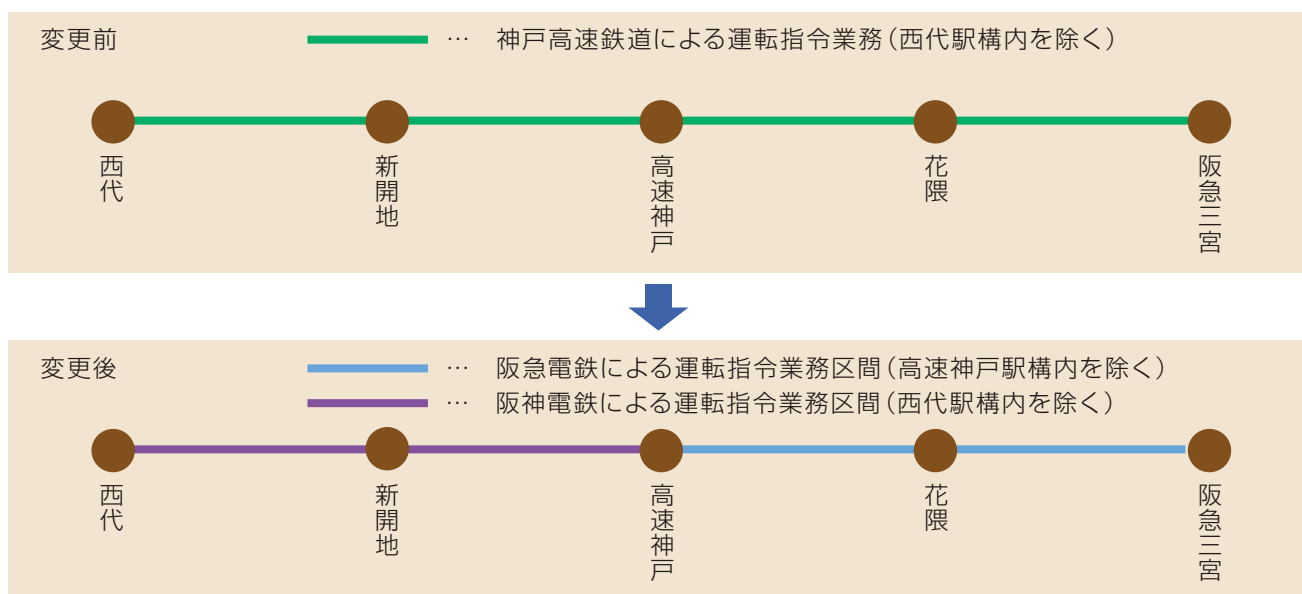 変更前
… 神戸高速鉄道による運転指令業務(西代駅構内を除く)
西代
新開地
高速神戸
花隈
阪急三宮
変更後
… 阪急電鉄による運転指令業務区間(高速神戸駅構内を除く)
… 阪神電鉄による運転指令業務区間(西代駅構内を除く)
西代
新開地
高速神戸
花隈
阪急三宮